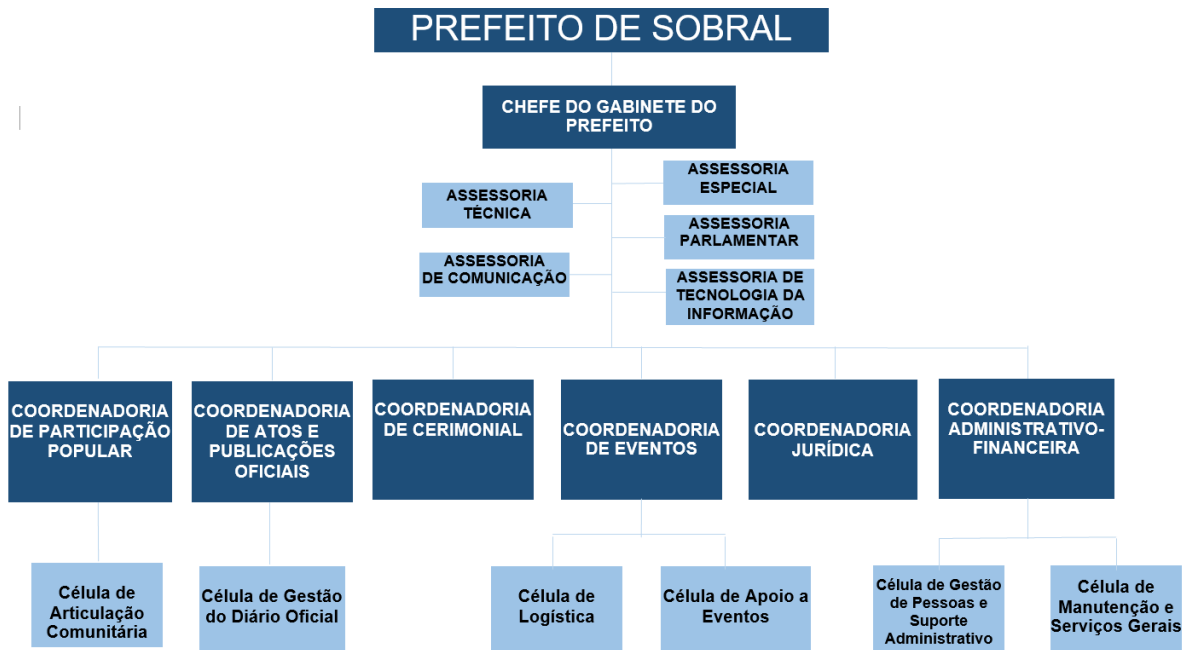 PREFEITO DE SOBRAL
CHEFE DO GABINETE DO
PREFEITO
ASSESSORIA
TÉCNICA
ASSESSORIA
ESPECIAL
ASSESSORIA
PARLAMENTAR
ASSESSORIA
DE COMUNICAÇÃO
ASSESSORIA DE
TECNOLOGIA DA
INFORMAÇÃO
COORDENADORIA
DE PARTICIPAÇÃO
POPULAR
COORDENADORIA
DE ATOS E
PUBLICAÇÕES
OFICIAIS
COORDENADORIA
DE CERIMONIAL
COORDENADORIA
DE EVENTOS
COORDENADORIA
JURÍDICA
COORDENADORIA
ADMINISTRATIVO-
FINANCEIRA
Célula de
Articulação
Comunitária
Célula de Gestão
do Diário Oficial
Célula de
Logística
Célula de Apoio a
Eventos
Célula de Gestão
de Pessoas e
Suporte
Administrativo
Célula de
Manutenção e
Serviços Gerais